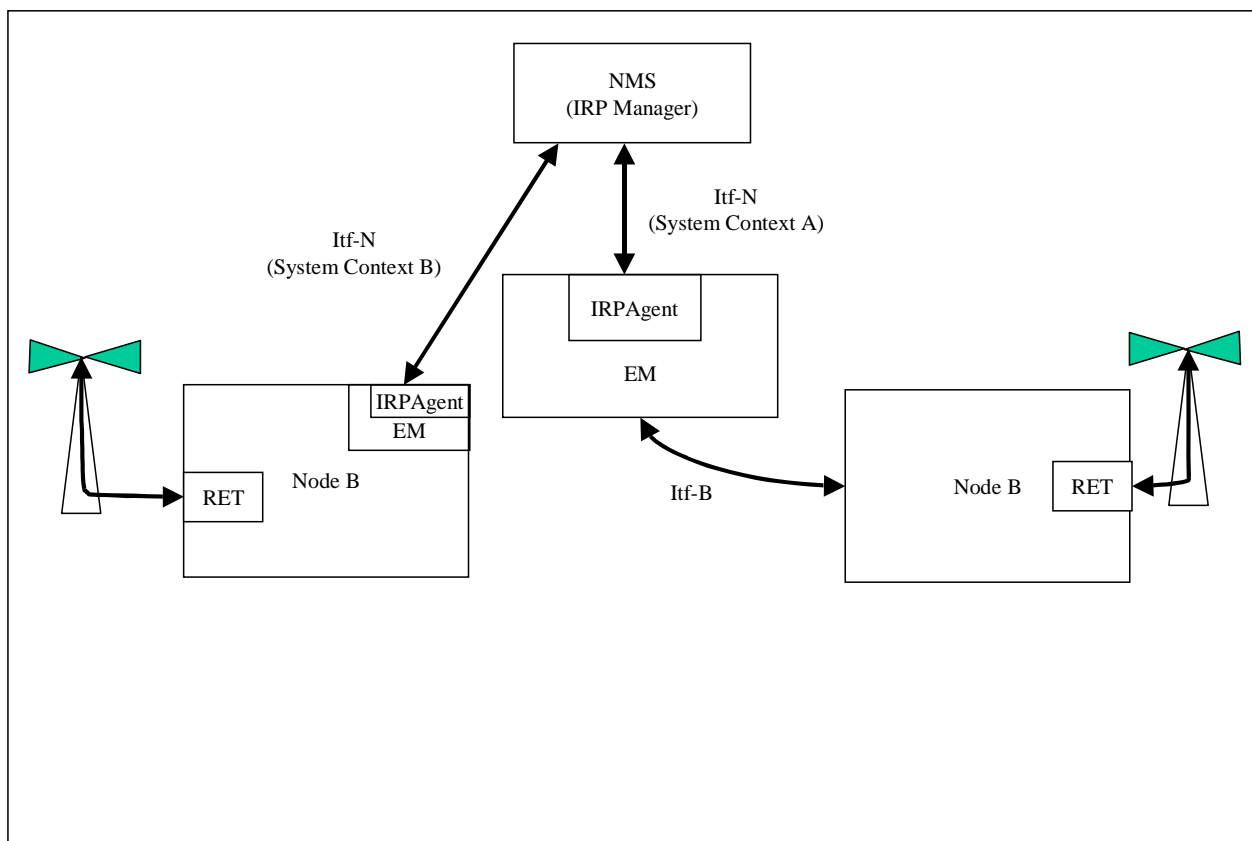 NMS
(IRP Manager)
Itf-N
(System Context A)
Itf-N
(System Context B)
IRPAgent
EM
IRPAgent
EM
Node B
RET
Itf-B
Node B
RET